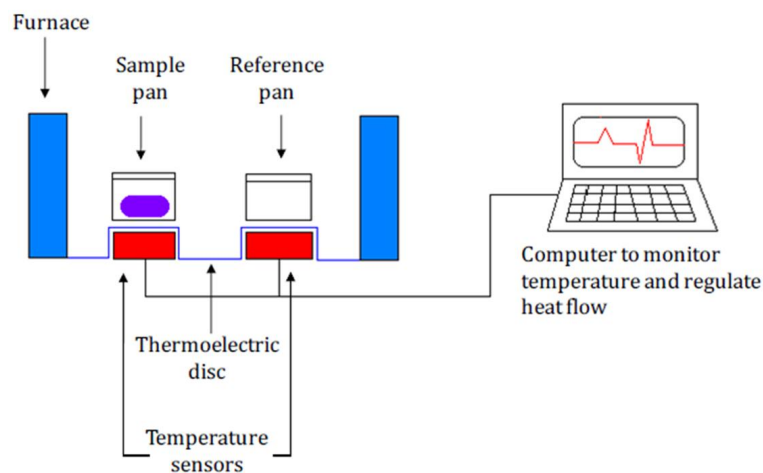 Furnace
Sample
pan
Reference
pan
Computer to monitor
temperature and regulate
heat flow
Thermoelectric
disc
Temperature
sensors